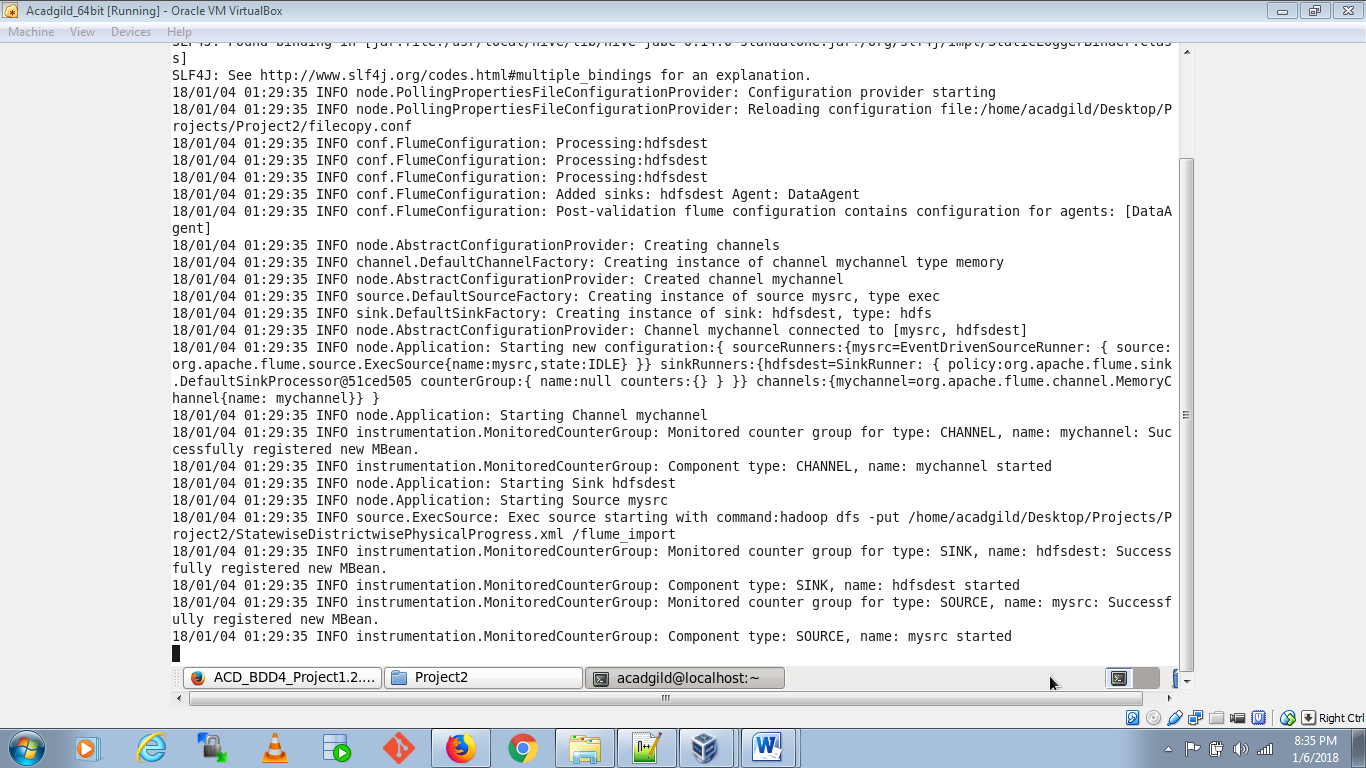 Acadgild_64bit [Running] - Oracle VM VirtualBox
Machine View Devices Help
SLF4J: Found binding in [jar:file:/usr/local/hive/lib/hive-jdbc-0.14.0-standalone.jar!/org/slf4j/impl/StaticLoggerBinder.clas
s]
SLF4J: See http://www.slf4j.org/codes.html#multiple_bindings for an explanation.
18/01/04 01:29:35 INFO node.PollingPropertiesFileConfigurationProvider: Configuration provider starting
18/01/04 01:29:35 INFO node.PollingPropertiesFileConfigurationProvider: Reloading configuration file:/home/acadgild/Desktop/P
rojects/Project2/filecopy.conf
18/01/04 01:29:35 INFO conf.FlumeConfiguration: Processing:hdfsdest
18/01/04 01:29:35 INFO conf.FlumeConfiguration: Processing:hdfsdest
18/01/04 01:29:35 INFO conf.FlumeConfiguration: Processing:hdfsdest
18/01/04 01:29:35 INFO conf.FlumeConfiguration: Added sinks: hdfsdest Agent: DataAgent
18/01/04 01:29:35 INFO conf.FlumeConfiguration: Post-validation flume configuration contains configuration for agents: [DataA
gent]
18/01/04 01:29:35 INFO node.AbstractConfigurationProvider: Creating channels
18/01/04 01:29:35 INFO channel.DefaultChannelFactory: Creating instance of channel mychannel type memory
18/01/04 01:29:35 INFO node.AbstractConfigurationProvider: Created channel mychannel
18/01/04 01:29:35 INFO source.DefaultSourceFactory: Creating instance of source mysrc, type exec
18/01/04 01:29:35 INFO sink.DefaultSinkFactory: Creating instance of sink: hdfsdest, type: hdfs
18/01/04 01:29:35 INFO node.AbstractConfigurationProvider: Channel mychannel connected to [mysrc, hdfsdest]
18/01/04 01:29:35 INFO node.Application: Starting new configuration:{ sourceRunners:{mysrc=EventDrivenSourceRunner: { source:
org.apache.flume.source.ExecSource{name:mysrc,state:IDLE} }} sinkRunners:{hdfsdest=SinkRunner: { policy:org.apache.flume.sink
.DefaultSinkProcessor@51ced505 counterGroup:{ name:null counters:{} } }} channels:{mychannel=org.apache.flume.channel.MemoryC
hannel{name: mychannel}} }
18/01/04 01:29:35 INFO node.Application: Starting Channel mychannel
18/01/04 01:29:35 INFO instrumentation.MonitoredCounterGroup: Monitored counter group for type: CHANNEL, name: mychannel: Suc
cessfully registered new MBean.
18/01/04 01:29:35 INFO instrumentation.MonitoredCounterGroup: Component type: CHANNEL, name: mychannel started
18/01/04 01:29:35 INFO node.Application: Starting Sink hdfsdest
18/01/04 01:29:35 INFO node.Application: Starting Source mysrc
18/01/04 01:29:35 INFO source.ExecSource: Exec source starting with command:hadoop dfs -put /home/acadgild/Desktop/Projects/P
roject2/StatewiseDistrictwisePhysicalProgress.xml /flume_import
18/01/04 01:29:35 INFO instrumentation.MonitoredCounterGroup: Monitored counter group for type: SINK, name: hdfsdest: Success
fully registered new MBean.
18/01/04 01:29:35 INFO instrumentation.MonitoredCounterGroup: Component type: SINK, name: hdfsdest started
18/01/04 01:29:35 INFO instrumentation.MonitoredCounterGroup: Monitored counter group for type: SOURCE, name: mysrc: Successf
ully registered new MBean.
18/01/04 01:29:35 INFO instrumentation.MonitoredCounterGroup: Component type: SOURCE, name: mysrc started
ACD_BDD4_Project1.2.... Project2 acadgild@localhost:~
Right Ctrl
8:35 PM
1/6/2018